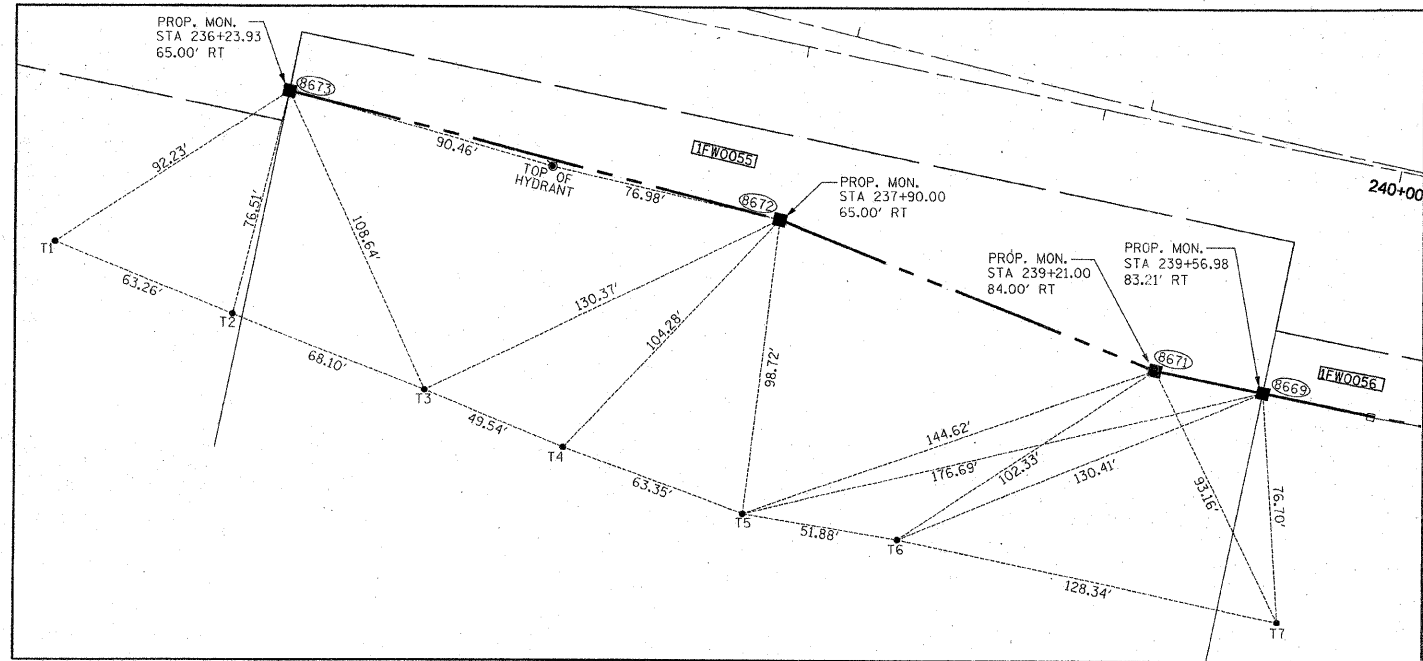 PROP. MON.
STA 236+23.93
65.00' RT
8673
92.23'
76.51'
108.64'
90.46'
TOP OF
HYDRANT
76.98'
1FW0055
8672
PROP. MON.
STA 237+90.00
65.00' RT
240+00
T1
63.26'
T2
68.10'
T3
130.37'
104.28'
98.72'
49.54'
T4
63.35'
T5
PROP. MON.
STA 239+21.00
84.00' RT
PROP. MON.
STA 239+56.98
83.21' RT
8671
8669
1FW0056
144.62'
176.69'
102.33'
130.41'
93.16'
76.70'
51.88'
T6
128.34'
T7